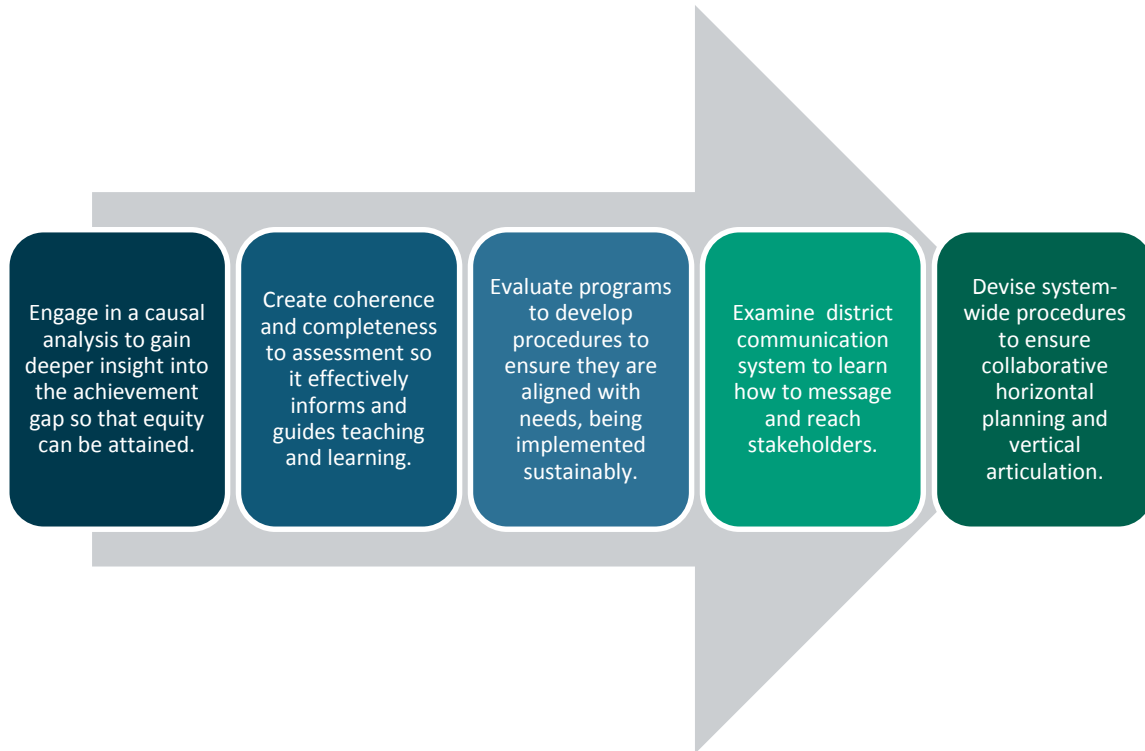 Engage in a causal
analysis to gain
deeper insight into
the achievement
gap so that equity
can be attained.
Create coherence
and completeness
to assessment so
it effectively
informs and
guides teaching
and learning.
Evaluate programs
to develop
procedures to
ensure they are
aligned with
needs, being
implemented
sustainably.
Examine  district
communication
system to learn
how to message
and reach
stakeholders.
Devise system-
wide procedures
to ensure
collaborative
horizontal
planning and
vertical
articulation.